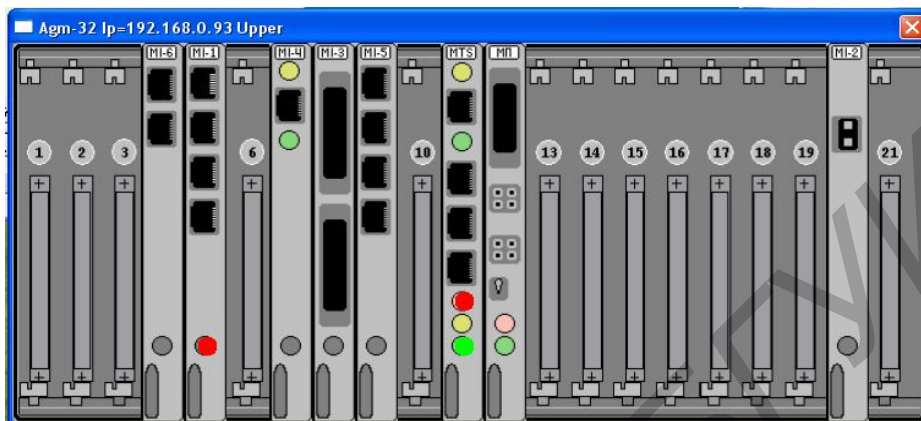 Agm-32 Ip=192.168.0.93 Upper
MI-6 MI-1 MI-4 MI-3 MI-5 MTS МП MI-2
1 2 3 6 10 13 14 15 16 17 18 19 21